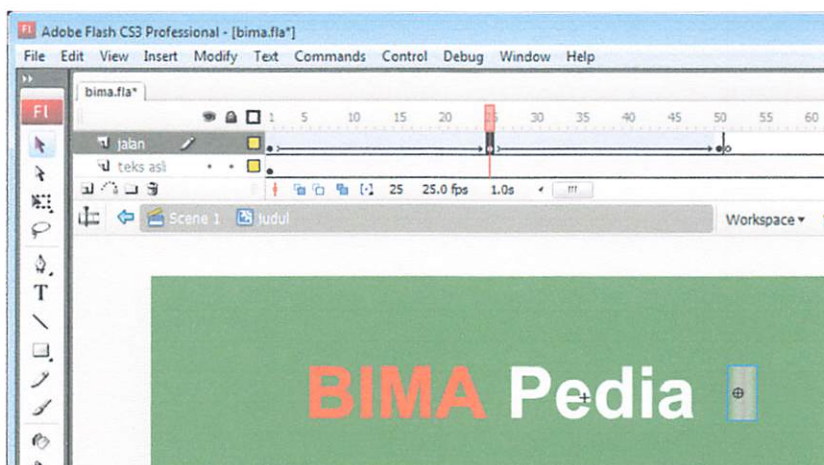 Fl Adobe Flash CS3 Professional - [bima.fla*]
File Edit View Insert Modify Text Commands Control Debug Window Help
bima.fla*
Fl
1 5 10 15 20 25 30 35 40 45 50 55 60
jalan
teks asli
25 25.0 fps 1.0s
Scene 1 judul Workspace
T
BIMA Pedia